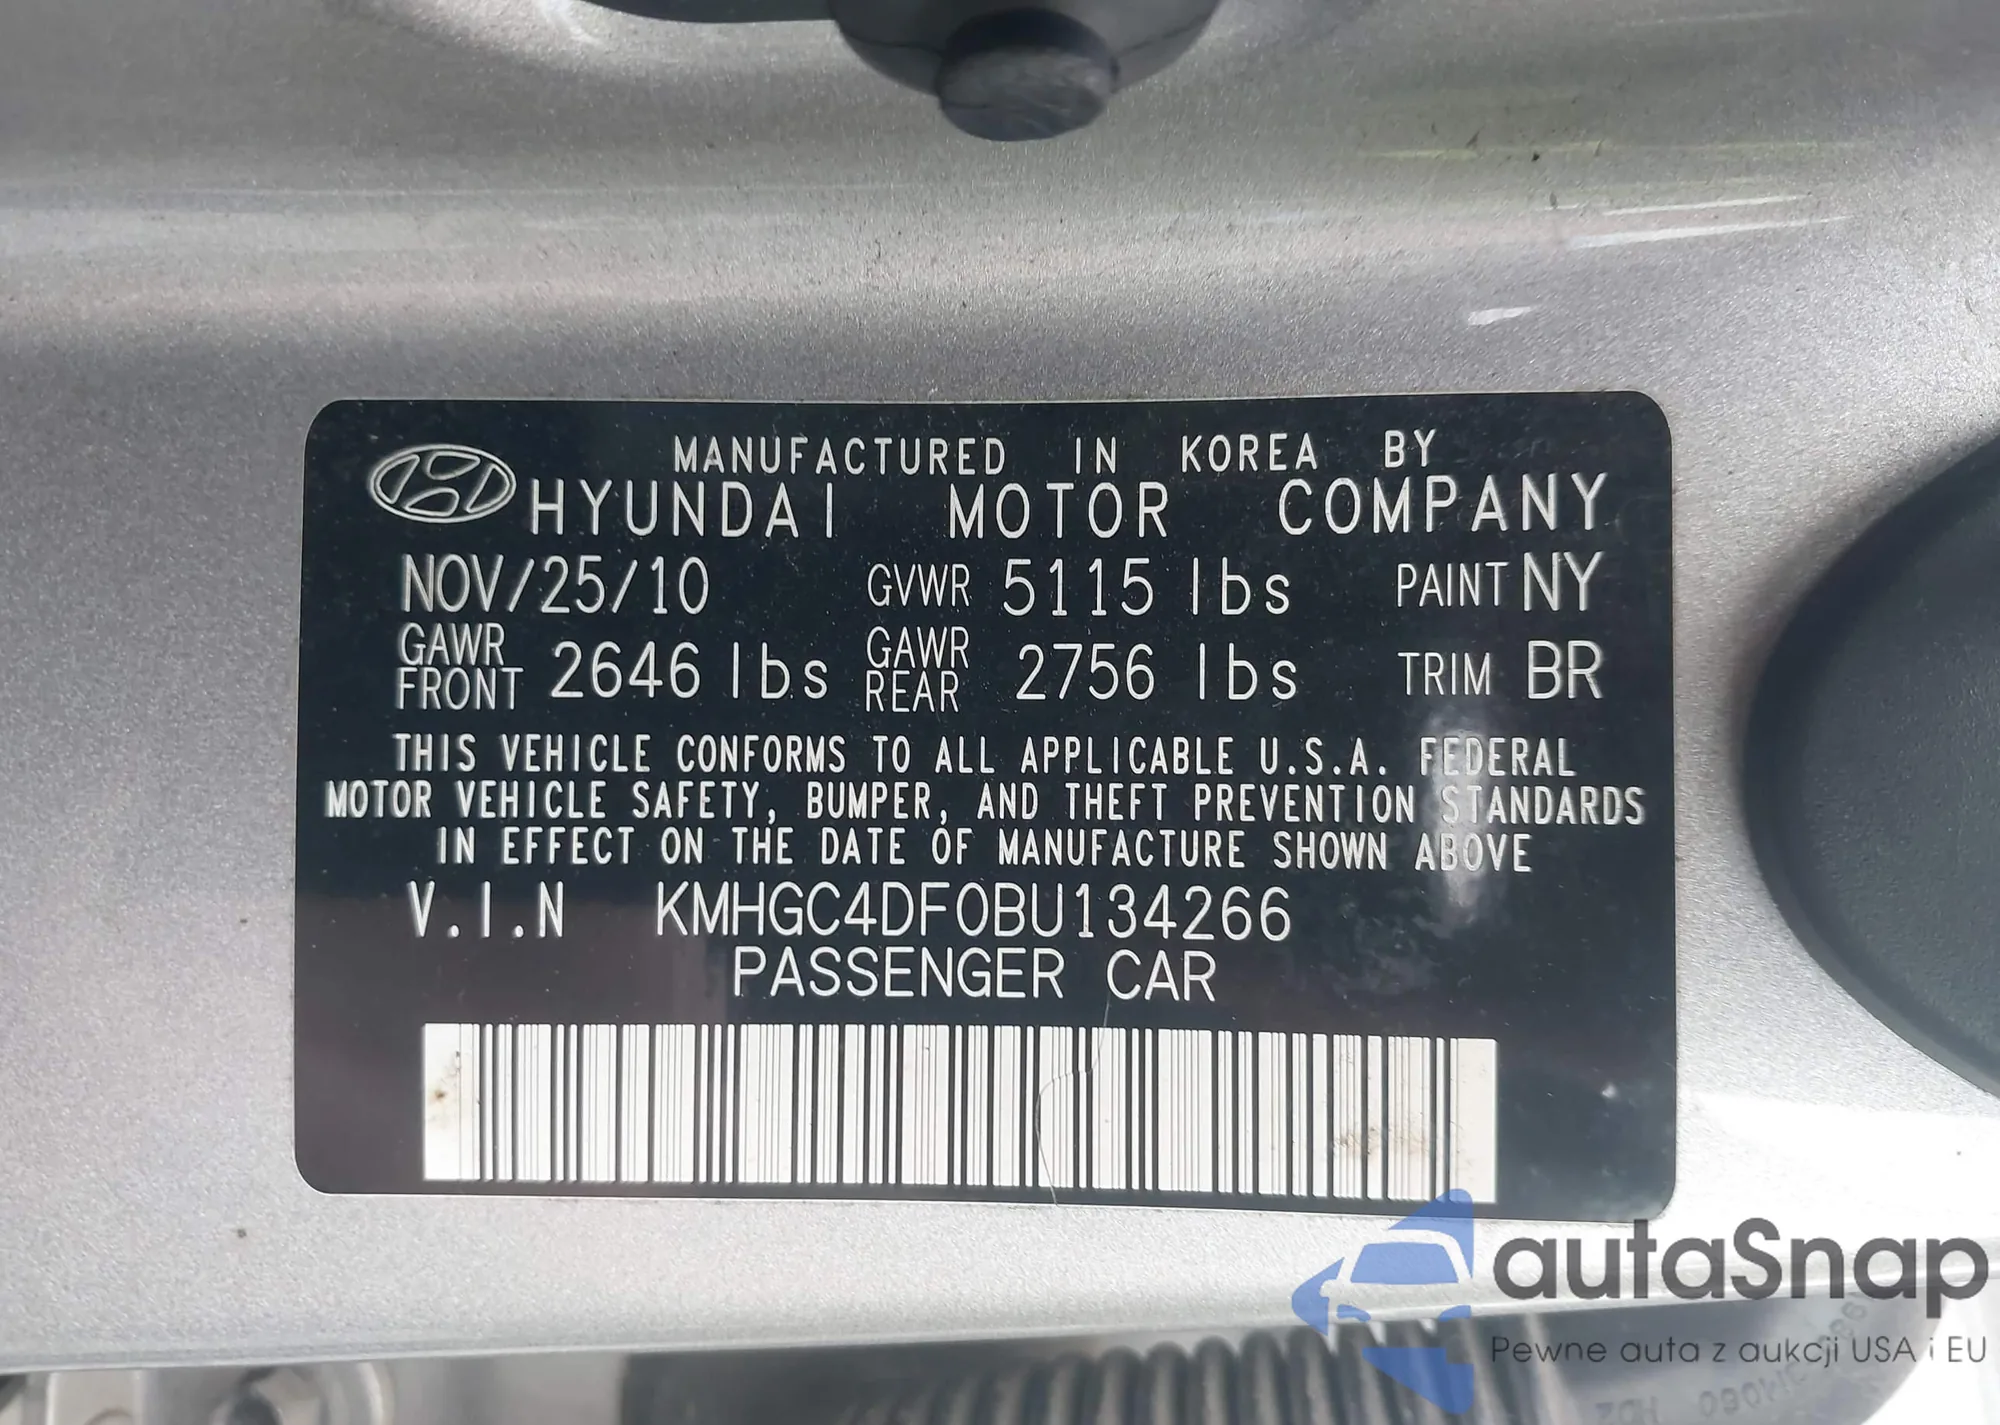 MANUFACTURED IN KOREA BY
HYUNDAI MOTOR COMPANY
NOV/25/10 GVWR 5115 lbs PAINT NY
GAWR FRONT 2646 lbs GAWR REAR 2756 lbs TRIM BR
THIS VEHICLE CONFORMS TO ALL APPLICABLE U.S.A. FEDERAL
MOTOR VEHICLE SAFETY, BUMPER, AND THEFT PREVENTION STANDARDS
IN EFFECT ON THE DATE OF MANUFACTURE SHOWN ABOVE
V.I.N KMHGC4DF0BU134266
PASSENGER CAR
autaSnap
Pewne auta z aukcji USA i EU